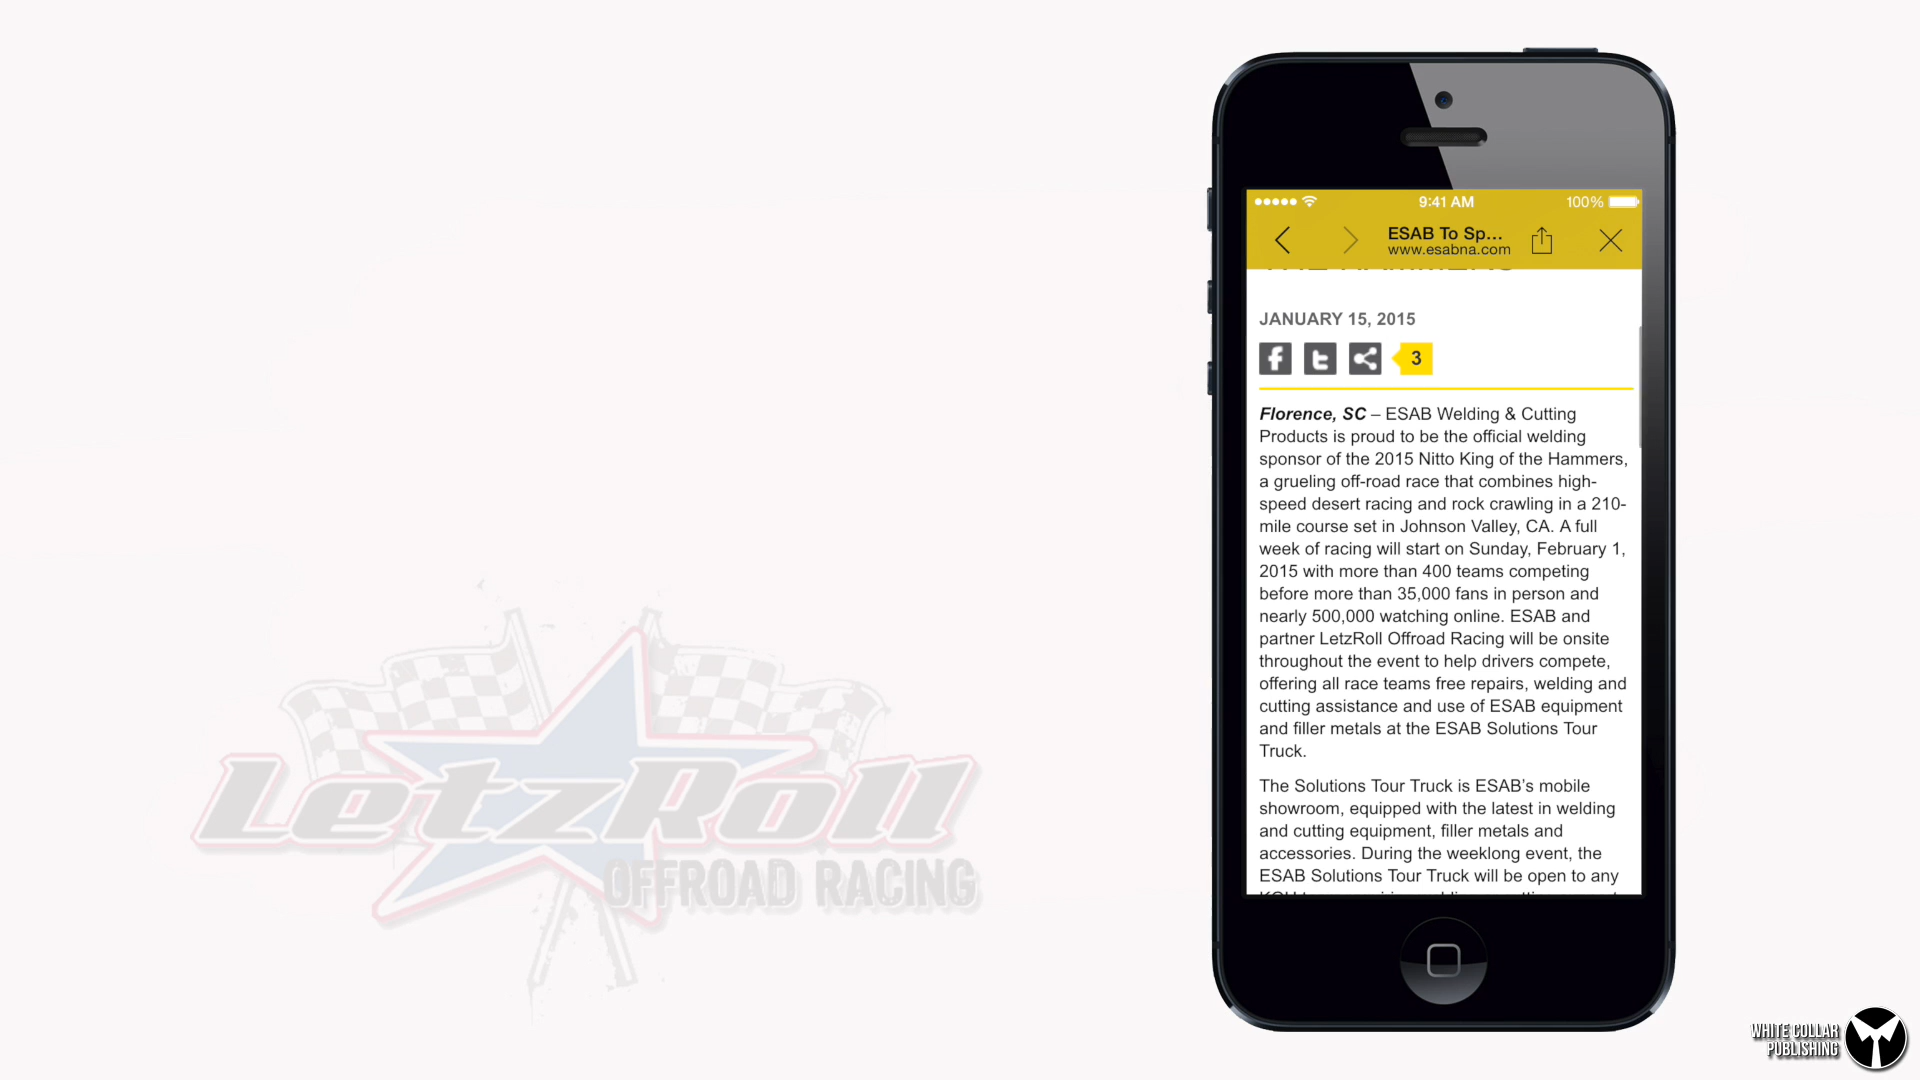 9:41 AM
100%
ESAB To Sp...
www.esabna.com
JANUARY 15, 2015
3
Florence, SC – ESAB Welding & Cutting
Products is proud to be the official welding
sponsor of the 2015 Nitto King of the Hammers,
a grueling off-road race that combines high-
speed desert racing and rock crawling in a 210-
mile course set in Johnson Valley, CA. A full
week of racing will start on Sunday, February 1,
2015 with more than 400 teams competing
before more than 35,000 fans in person and
nearly 500,000 watching online. ESAB and
partner LetzRoll Offroad Racing will be onsite
throughout the event to help drivers compete,
offering all race teams free repairs, welding and
cutting assistance and use of ESAB equipment
and filler metals at the ESAB Solutions Tour
Truck.
The Solutions Tour Truck is ESAB’s mobile
showroom, equipped with the latest in welding
and cutting equipment, filler metals and
accessories. During the weeklong event, the
ESAB Solutions Tour Truck will be open to any
LetzRoll
OFFROAD RACING
WHITE COLLAR
PUBLISHING